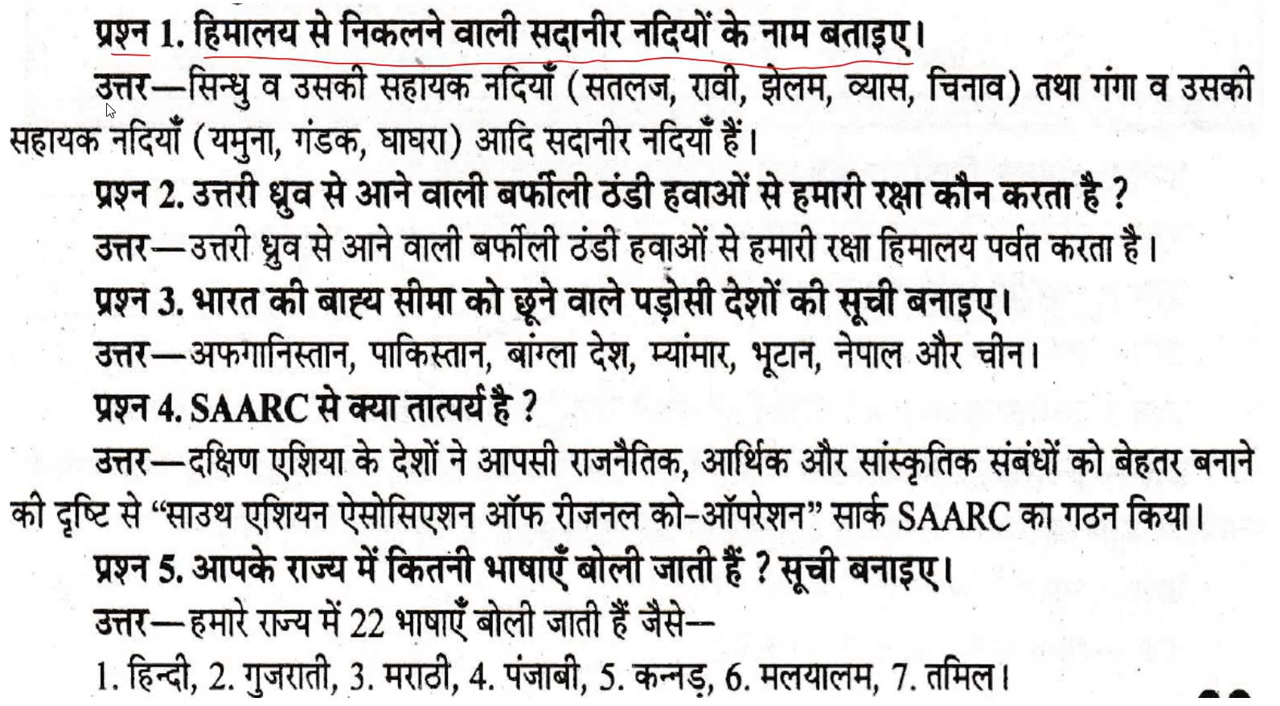 प्रश्न 1. हिमालय से निकलने वाली सदानीर नदियों के नाम बताइए।
उत्तर—सिन्धु व उसकी सहायक नदियाँ (सतलज, रावी, झेलम, व्यास, चिनाव) तथा गंगा व उसकी
सहायक नदियाँ (यमुना, गंडक, घाघरा) आदि सदानीर नदियाँ हैं।
प्रश्न 2. उत्तरी ध्रुव से आने वाली बर्फीली ठंडी हवाओं से हमारी रक्षा कौन करता है ?
उत्तर—उत्तरी ध्रुव से आने वाली बर्फीली ठंडी हवाओं से हमारी रक्षा हिमालय पर्वत करता है।
प्रश्न 3. भारत की बाह्य सीमा को छूने वाले पड़ोसी देशों की सूची बनाइए।
उत्तर—अफगानिस्तान, पाकिस्तान, बांग्ला देश, म्यांमार, भूटान, नेपाल और चीन।
प्रश्न 4. SAARC से क्या तात्पर्य है ?
उत्तर—दक्षिण एशिया के देशों ने आपसी राजनैतिक, आर्थिक और सांस्कृतिक संबंधों को बेहतर बनाने
की दृष्टि से “साउथ एशियन ऐसोसिएशन ऑफ रीजनल को-ऑपरेशन” सार्क SAARC का गठन किया।
प्रश्न 5. आपके राज्य में कितनी भाषाएँ बोली जाती हैं ? सूची बनाइए।
उत्तर—हमारे राज्य में 22 भाषाएँ बोली जाती हैं जैसे—
1. हिन्दी, 2. गुजराती, 3. मराठी, 4. पंजाबी, 5. कन्नड़, 6. मलयालम, 7. तमिल।